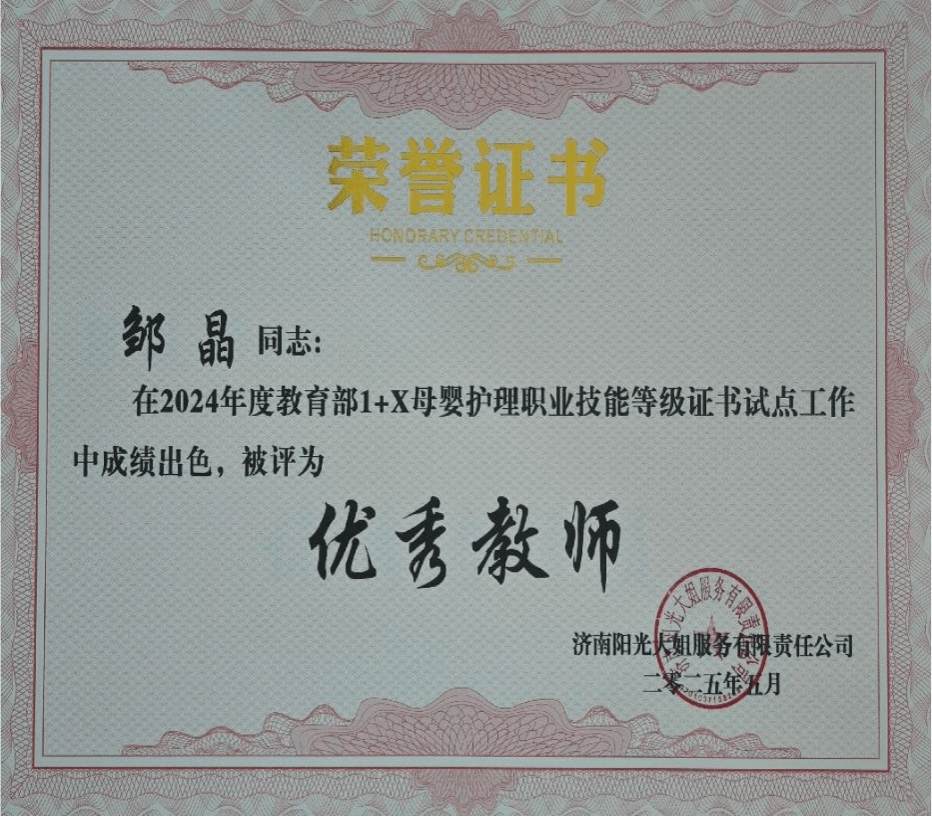 荣誉证书
HONORARY CREDENTIAL
邹 晶 同志：
在2024年度教育部1+X母婴护理职业技能等级证书试点工作
中成绩出色，被评为
优秀教师
济南阳光大姐服务有限责任公司
二零二五年五月